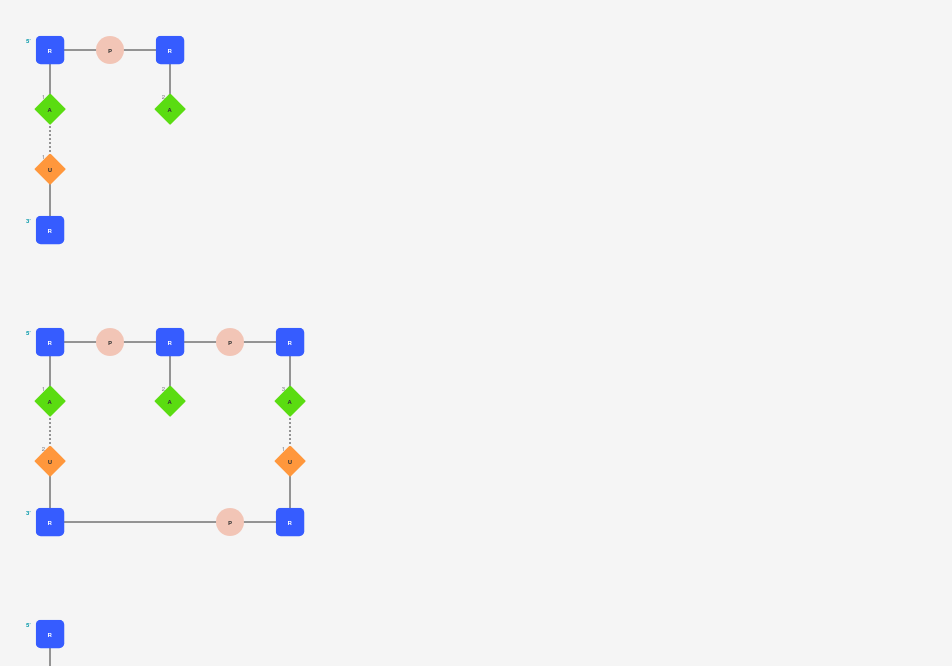 5' R P R
1 A 2 A
1 U
3' R
5' R P R P R
1 A 2 A 3 A
2 U 1 U
3' R P R
5' R